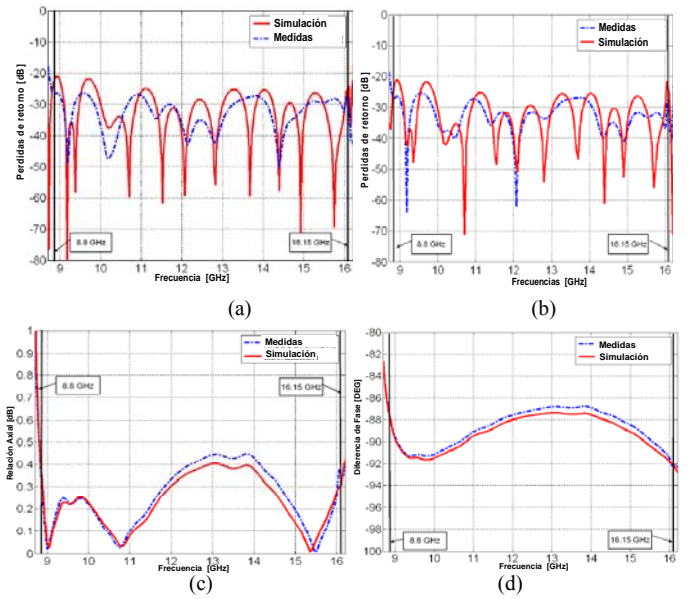 0
-10
-20
-30
-40
-50
-60
-70
-80
Perdidas de retorno [dB]
Simulación
Medidas
8.8 GHz
16.15 GHz
9 10 11 12 13 14 15 16
Frecuencia [GHz]
(a)
0
-10
-20
-30
-40
-50
-60
-70
-80
Perdidas de retorno [dB]
Medidas
Simulación
8.8 GHz
16.15 GHz
9 10 11 12 13 14 15 16
Frecuencias [GHz]
(b)
1
0.9
0.8
0.7
0.6
0.5
0.4
0.3
0.2
0.1
0
Relación Axial [dB]
Medidas
Simulación
8.8 GHz
16.15 GHz
9 10 11 12 13 14 15 16
Frecuencia [GHz]
(c)
-80
-82
-84
-86
-88
-90
-92
-94
-96
-98
100
Diferencia de Fase [DEG]
Medidas
Simulación
8.8 GHz
16.15 GHz
9 10 11 12 13 14 15 16
Frecuencia [GHz]
(d)